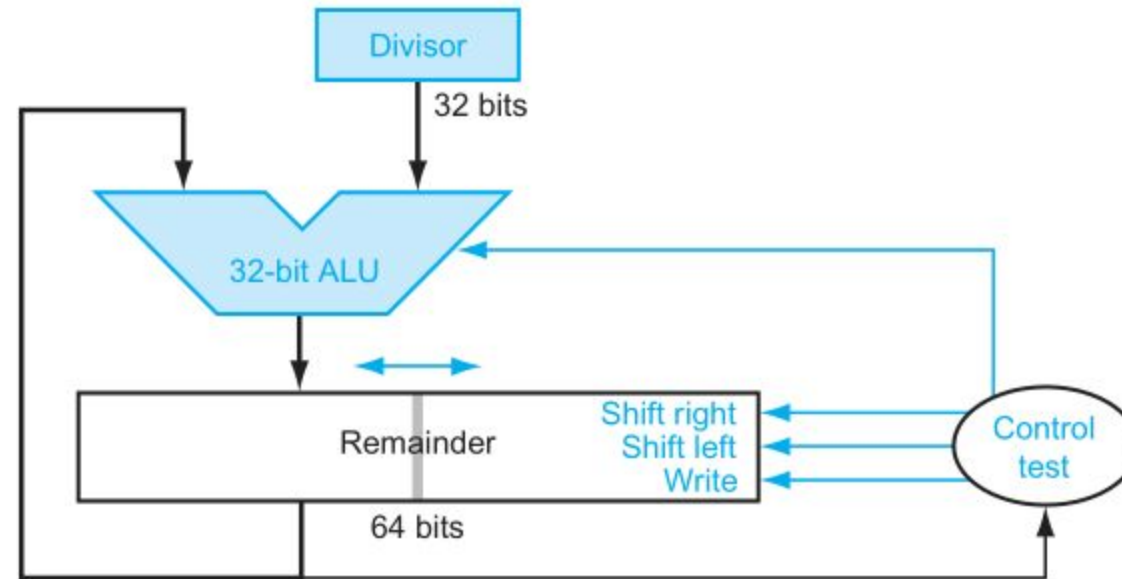 Divisor
32 bits
32-bit ALU
Remainder
Shift right
Shift left
Write
Control
test
64 bits